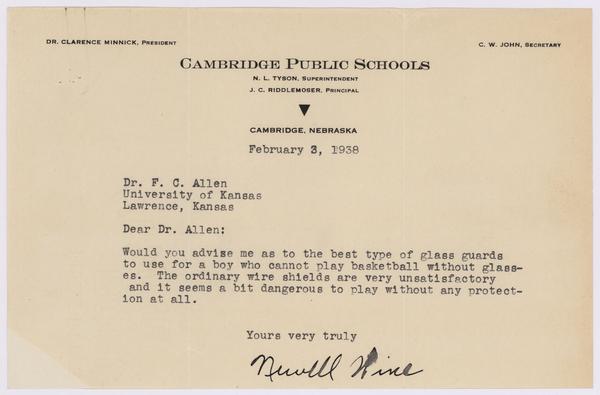 DR. CLARENCE MINNICK, PRESIDENT
C. W. JOHN, SECRETARY
CAMBRIDGE PUBLIC SCHOOLS
N. L. TYSON, SUPERINTENDENT
J. C. RIDDLEMOSER, PRINCIPAL
CAMBRIDGE, NEBRASKA
February 3, 1938
Dr. F. C. Allen
University of Kansas
Lawrence, Kansas
Dear Dr. Allen:
Would you advise me as to the best type of glass guards
to use for a boy who cannot play basketball without glass-
es. The ordinary wire shields are very unsatisfactory
and it seems a bit dangerous to play without any protect-
ion at all.
Yours very truly
Newell Wine